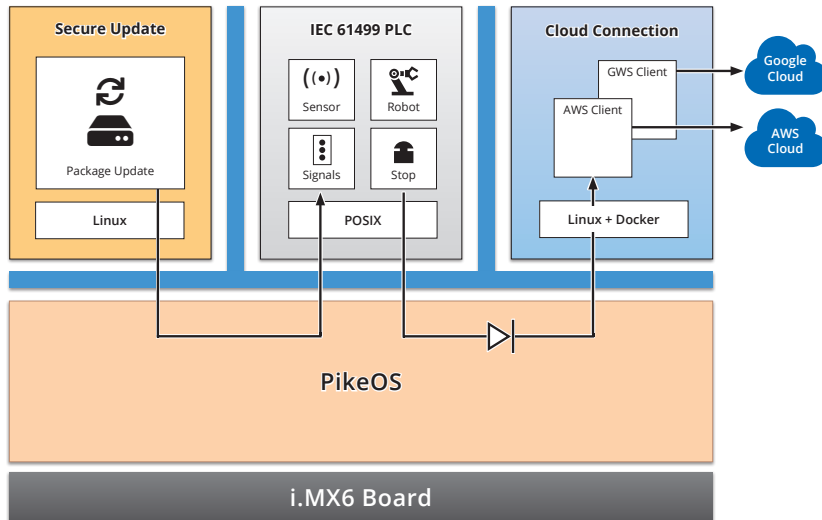 Secure Update
Package Update
Linux
IEC 61499 PLC
((•))
Sensor
Robot
Signals
Stop
POSIX
Cloud Connection
GWS Client
AWS Client
Linux + Docker
Google
Cloud
AWS
Cloud
PikeOS
i.MX6 Board